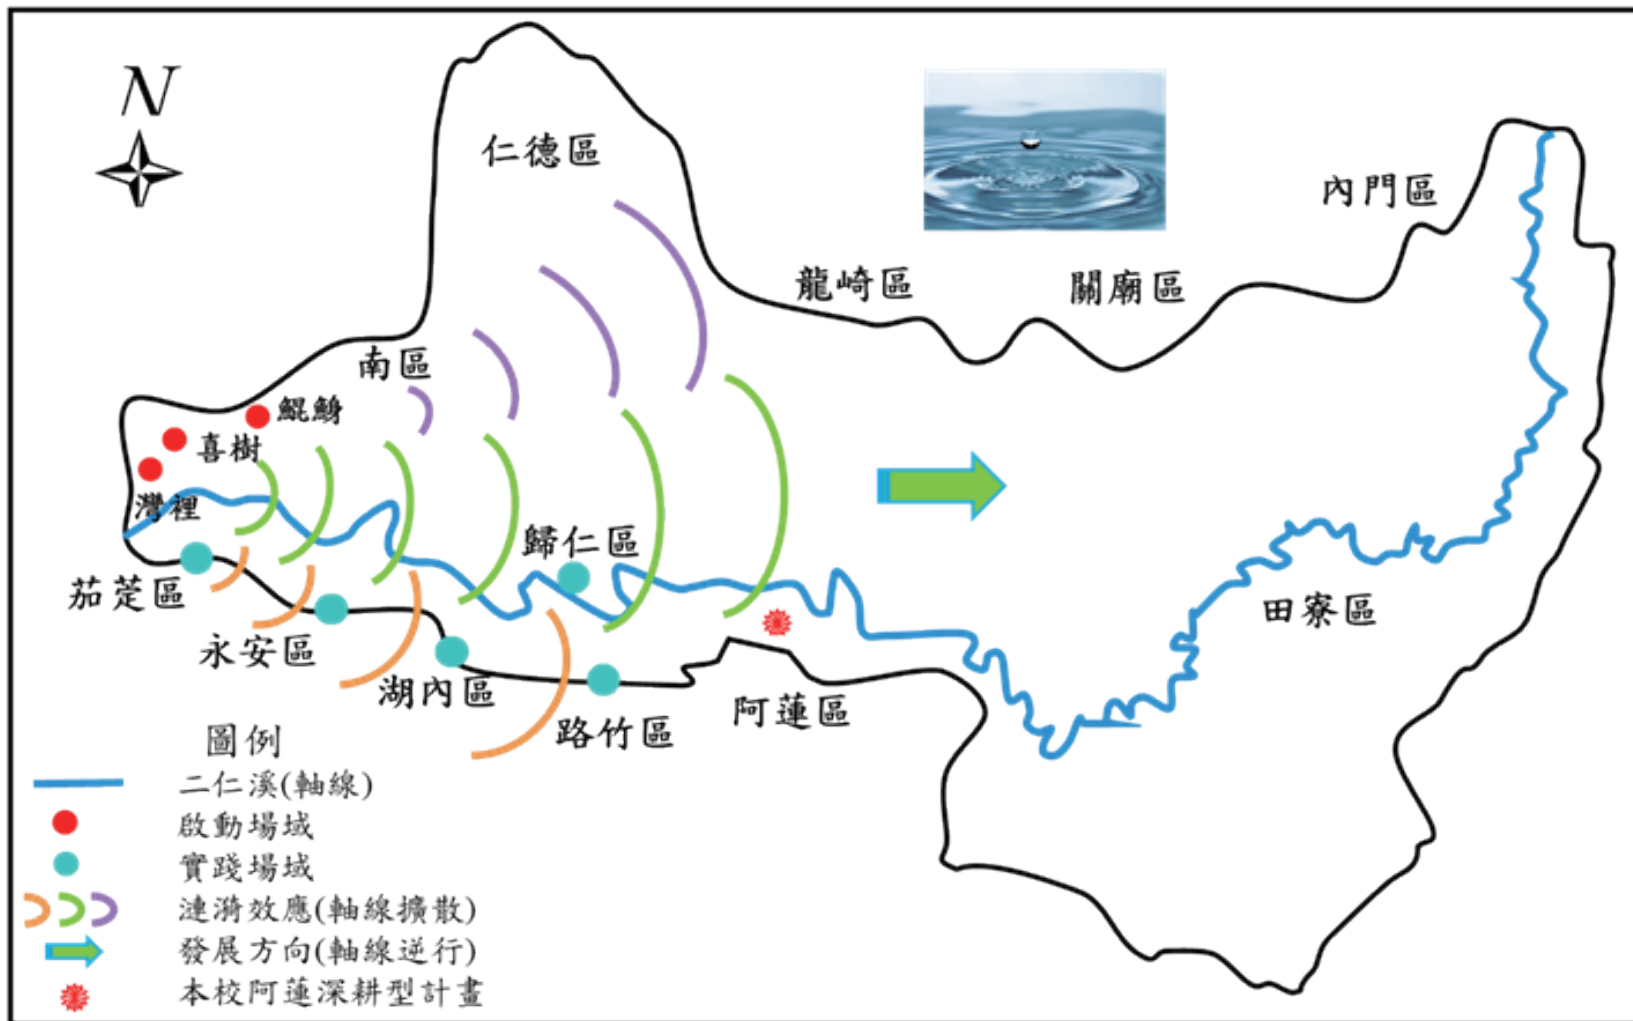 N
仁德區
內門區
龍崎區
關廟區
南區
鯤鯓
喜樹
灣裡
歸仁區
茄萣區
永安區
湖內區
路竹區
阿蓮區
田寮區
圖例
二仁溪(軸線)
啟動場域
實踐場域
漣漪效應(軸線擴散)
發展方向(軸線逆行)
本校阿蓮深耕型計畫